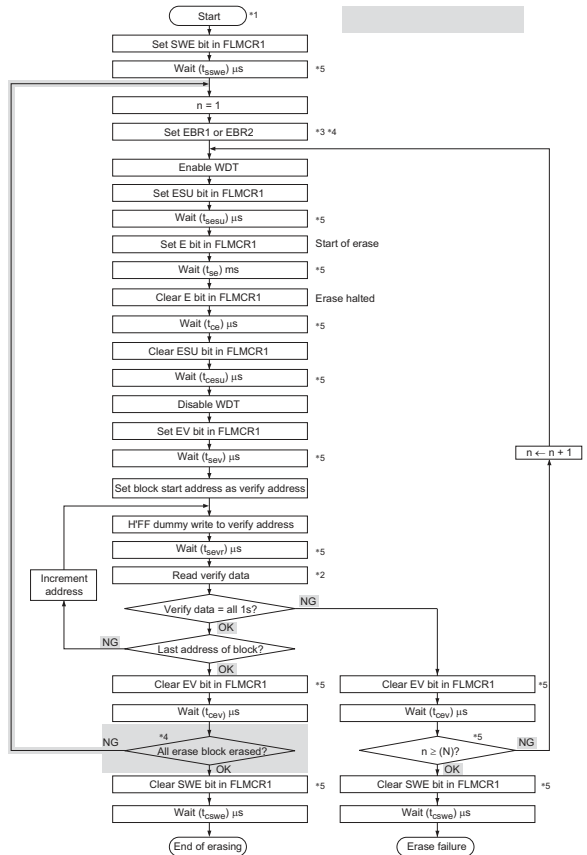 Start *1
Set SWE bit in FLMCR1
Wait (tsswe) μs *5
n = 1
Set EBR1 or EBR2 *3 *4
Enable WDT
Set ESU bit in FLMCR1
Wait (tsesu) μs *5
Set E bit in FLMCR1 Start of erase
Wait (tse) ms *5
Clear E bit in FLMCR1 Erase halted
Wait (tce) μs *5
Clear ESU bit in FLMCR1
Wait (tcesu) μs *5
Disable WDT
Set EV bit in FLMCR1
Wait (tsev) μs *5
n ← n + 1
Set block start address as verify address
H'FF dummy write to verify address
Wait (tsevr) μs *5
Increment
address
Read verify data *2
Verify data = all 1s? NG
OK
NG Last address of block?
OK
Clear EV bit in FLMCR1 *5 Clear EV bit in FLMCR1 *5
Wait (tcev) μs Wait (tcev) μs
NG *4 All erase block erased? *5 n ≥ (N)? NG
OK OK
Clear SWE bit in FLMCR1 *5 Clear SWE bit in FLMCR1 *5
Wait (tcswe) μs Wait (tcswe) μs
End of erasing Erase failure